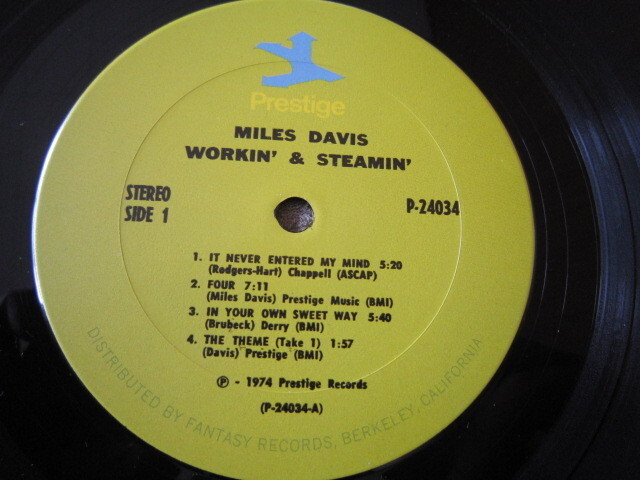 Prestige
MILES DAVIS
WORKIN' & STEAMIN'
STEREO
SIDE 1
P-24034
1. IT NEVER ENTERED MY MIND 5:20
(Rodgers-Hart) Chappell (ASCAP)
2. FOUR 7:11
(Miles Davis) Prestige Music (BMI)
3. IN YOUR OWN SWEET WAY 5:40
(Brubeck) Derry (BMI)
4. THE THEME (Take 1) 1:57
(Davis) Prestige (BMI)
℗ - 1974 Prestige Records
(P-24034-A)
DISTRIBUTED BY FANTASY RECORDS, BERKELEY, CALIFORNIA